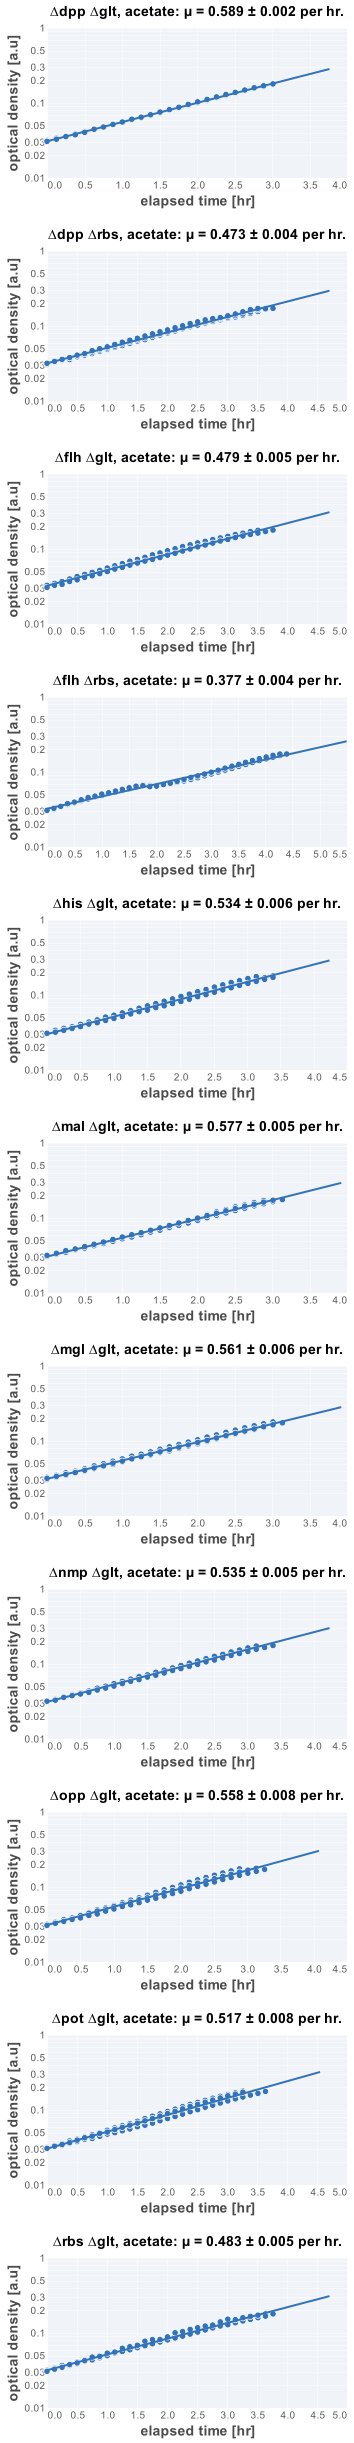 ∆dpp ∆glt, acetate: μ = 0.589 ± 0.002 per hr.
optical density [a.u]
1
0.5
0.3
0.2
0.1
0.05
0.03
0.02
0.01
0.0 0.5 1.0 1.5 2.0 2.5 3.0 3.5 4.0
elapsed time [hr]
∆dpp ∆rbs, acetate: μ = 0.473 ± 0.004 per hr.
optical density [a.u]
1
0.5
0.3
0.2
0.1
0.05
0.03
0.02
0.01
0.0 0.5 1.0 1.5 2.0 2.5 3.0 3.5 4.0 4.5 5.0
elapsed time [hr]
∆flh ∆glt, acetate: μ = 0.479 ± 0.005 per hr.
optical density [a.u]
1
0.5
0.3
0.2
0.1
0.05
0.03
0.02
0.01
0.0 0.5 1.0 1.5 2.0 2.5 3.0 3.5 4.0 4.5 5.0
elapsed time [hr]
∆flh ∆rbs, acetate: μ = 0.377 ± 0.004 per hr.
optical density [a.u]
1
0.5
0.3
0.2
0.1
0.05
0.03
0.02
0.01
0.0 0.5 1.0 1.5 2.0 2.5 3.0 3.5 4.0 4.5 5.0 5.5
elapsed time [hr]
∆his ∆glt, acetate: μ = 0.534 ± 0.006 per hr.
optical density [a.u]
1
0.5
0.3
0.2
0.1
0.05
0.03
0.02
0.01
0.0 0.5 1.0 1.5 2.0 2.5 3.0 3.5 4.0 4.5
elapsed time [hr]
∆mal ∆glt, acetate: μ = 0.577 ± 0.005 per hr.
optical density [a.u]
1
0.5
0.3
0.2
0.1
0.05
0.03
0.02
0.01
0.0 0.5 1.0 1.5 2.0 2.5 3.0 3.5 4.0
elapsed time [hr]
∆mgl ∆glt, acetate: μ = 0.561 ± 0.006 per hr.
optical density [a.u]
1
0.5
0.3
0.2
0.1
0.05
0.03
0.02
0.01
0.0 0.5 1.0 1.5 2.0 2.5 3.0 3.5 4.0
elapsed time [hr]
∆nmp ∆glt, acetate: μ = 0.535 ± 0.005 per hr.
optical density [a.u]
1
0.5
0.3
0.2
0.1
0.05
0.03
0.02
0.01
0.0 0.5 1.0 1.5 2.0 2.5 3.0 3.5 4.0 4.5
elapsed time [hr]
∆opp ∆glt, acetate: μ = 0.558 ± 0.008 per hr.
optical density [a.u]
1
0.5
0.3
0.2
0.1
0.05
0.03
0.02
0.01
0.0 0.5 1.0 1.5 2.0 2.5 3.0 3.5 4.0 4.5
elapsed time [hr]
∆pot ∆glt, acetate: μ = 0.517 ± 0.008 per hr.
optical density [a.u]
1
0.5
0.3
0.2
0.1
0.05
0.03
0.02
0.01
0.0 0.5 1.0 1.5 2.0 2.5 3.0 3.5 4.0 4.5 5.0
elapsed time [hr]
∆rbs ∆glt, acetate: μ = 0.483 ± 0.005 per hr.
optical density [a.u]
1
0.5
0.3
0.2
0.1
0.05
0.03
0.02
0.01
0.0 0.5 1.0 1.5 2.0 2.5 3.0 3.5 4.0 4.5 5.0
elapsed time [hr]